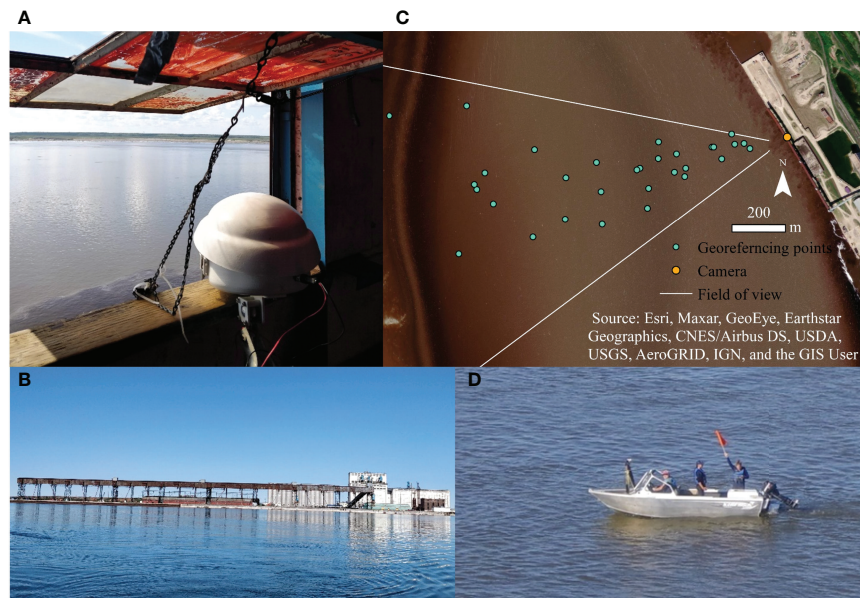 A
C
N
200
m
Georeferncing points
Camera
Field of view
Source: Esri, Maxar, GeoEye, Earthstar
Geographics, CNES/Airbus DS, USDA,
USGS, AeroGRID, IGN, and the GIS User
B
D